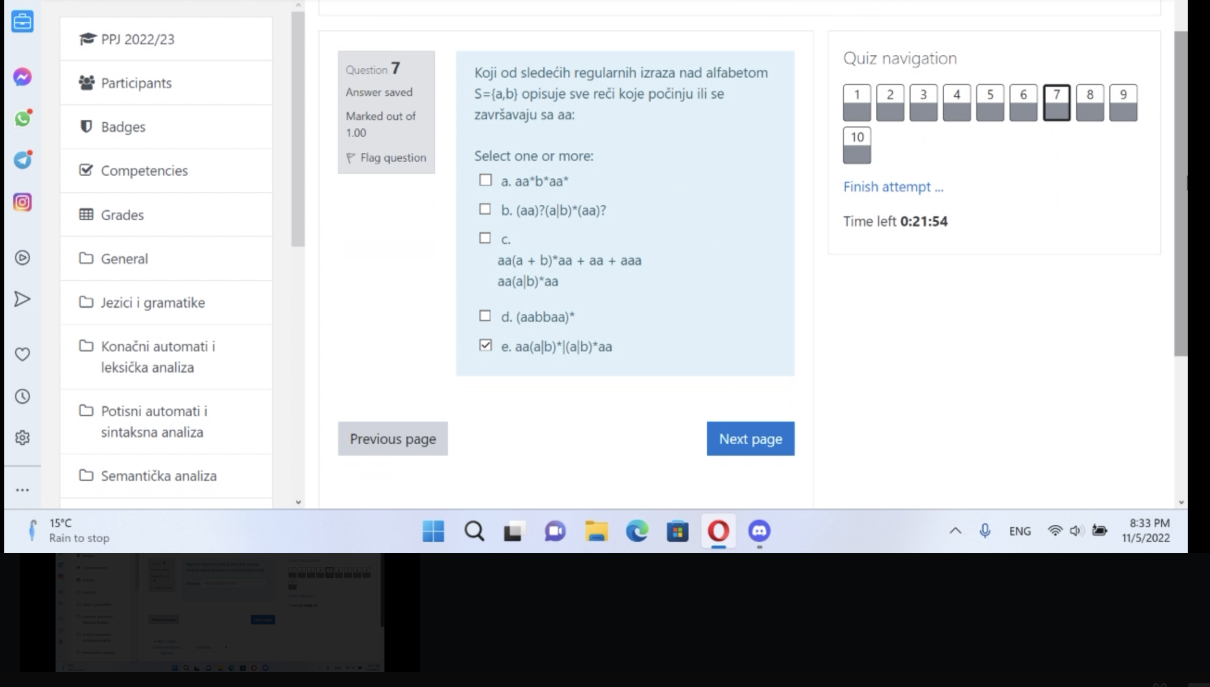 PPJ 2022/23
Participants
Badges
Competencies
Grades
General
Jezici i gramatike
Konačni automati i
leksička analiza
Potisni automati i
sintaksna analiza
Semantička analiza
Question 7
Answer saved
Marked out of
1.00
Flag question
Koji od sledećih regularnih izraza nad alfabetom
S={a,b} opisuje sve reči koje počinju ili se
završavaju sa aa:
Select one or more:
a. aa*b*aa*
b. (aa)?(a|b)*(aa)?
c.
aa(a + b)*aa + aa + aaa
aa(a|b)*aa
d. (aabbaa)*
e. aa(a|b)*|(a|b)*aa
Previous page
Next page
Quiz navigation
1 2 3 4 5 6 7 8 9
10
Finish attempt ...
Time left 0:21:54
15°C
Rain to stop
ENG
8:33 PM
11/5/2022